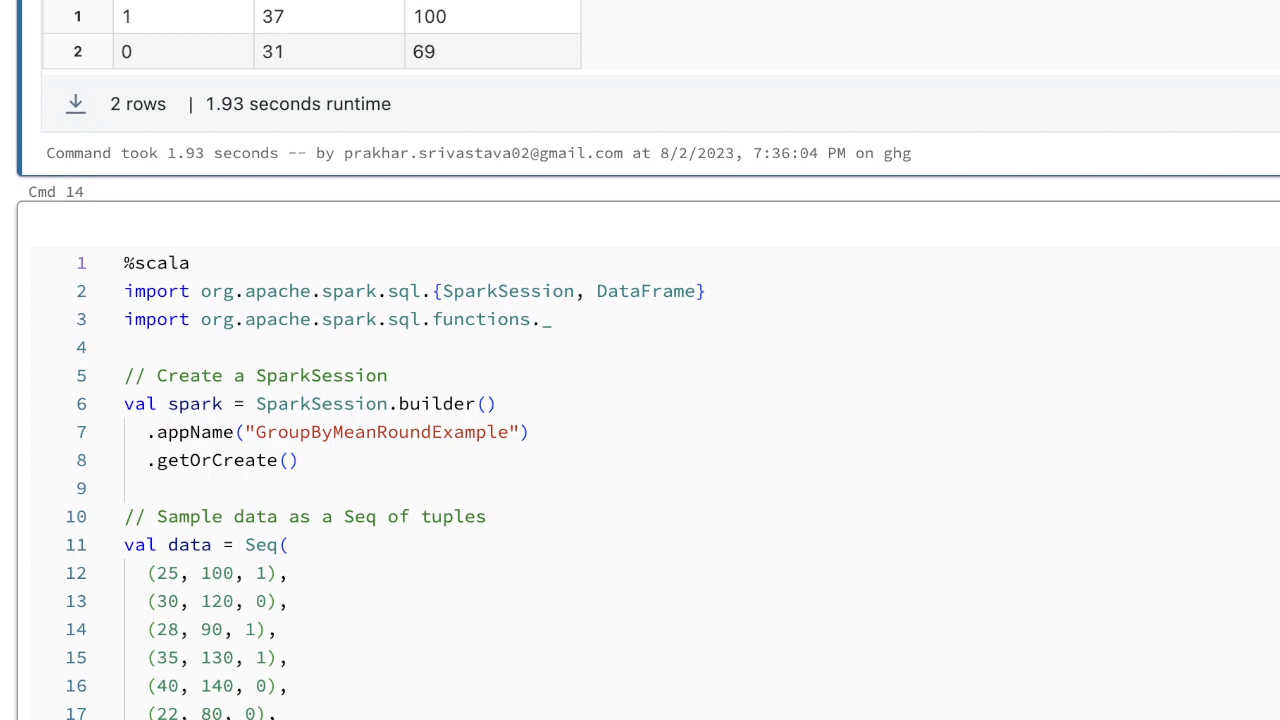 1 1 37 100
2 0 31 69
2 rows | 1.93 seconds runtime
Command took 1.93 seconds -- by prakhar.srivastava02@gmail.com at 8/2/2023, 7:36:04 PM on ghg
Cmd 14
1 %scala
2 import org.apache.spark.sql.{SparkSession, DataFrame}
3 import org.apache.spark.sql.functions._
4
5 // Create a SparkSession
6 val spark = SparkSession.builder()
7 .appName("GroupByMeanRoundExample")
8 .getOrCreate()
9
10 // Sample data as a Seq of tuples
11 val data = Seq(
12 (25, 100, 1),
13 (30, 120, 0),
14 (28, 90, 1),
15 (35, 130, 1),
16 (40, 140, 0),
17 (22, 80, 0),